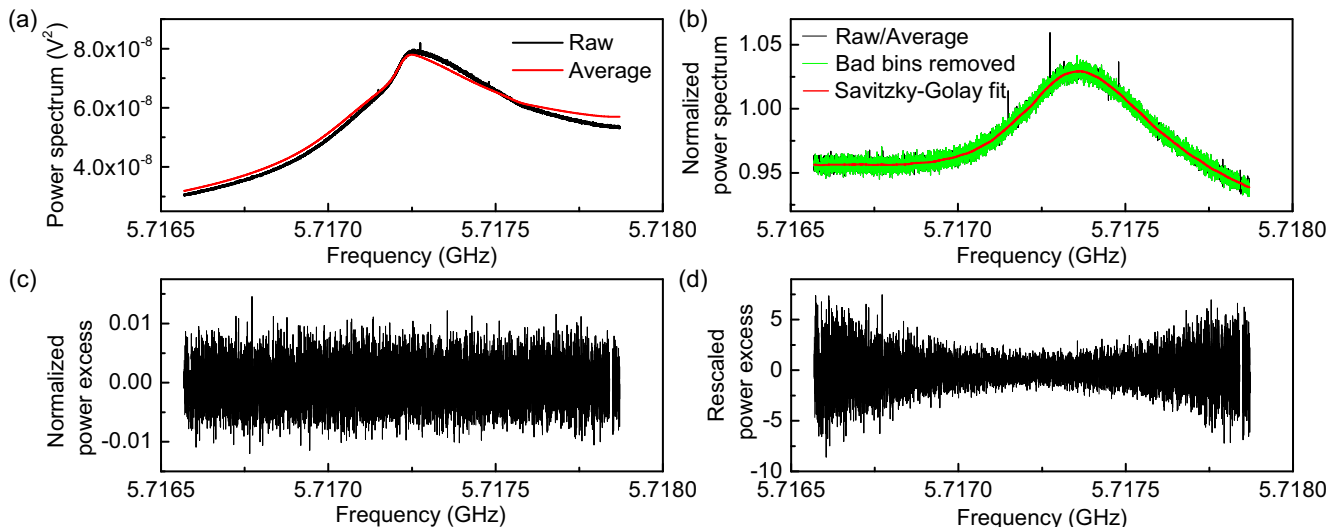 (a)
Power spectrum (V²)
8.0x10⁻⁸
6.0x10⁻⁸
4.0x10⁻⁸
Raw
Average
5.7165 5.7170 5.7175 5.7180
Frequency (GHz)
(b)
Normalized
power spectrum
1.05
1.00
0.95
Raw/Average
Bad bins removed
Savitzky-Golay fit
5.7165 5.7170 5.7175 5.7180
Frequency (GHz)
(c)
Normalized
power excess
0.01
0.00
-0.01
5.7165 5.7170 5.7175 5.7180
Frequency (GHz)
(d)
Rescaled
power excess
5
0
-5
-10
5.7165 5.7170 5.7175 5.7180
Frequency (GHz)